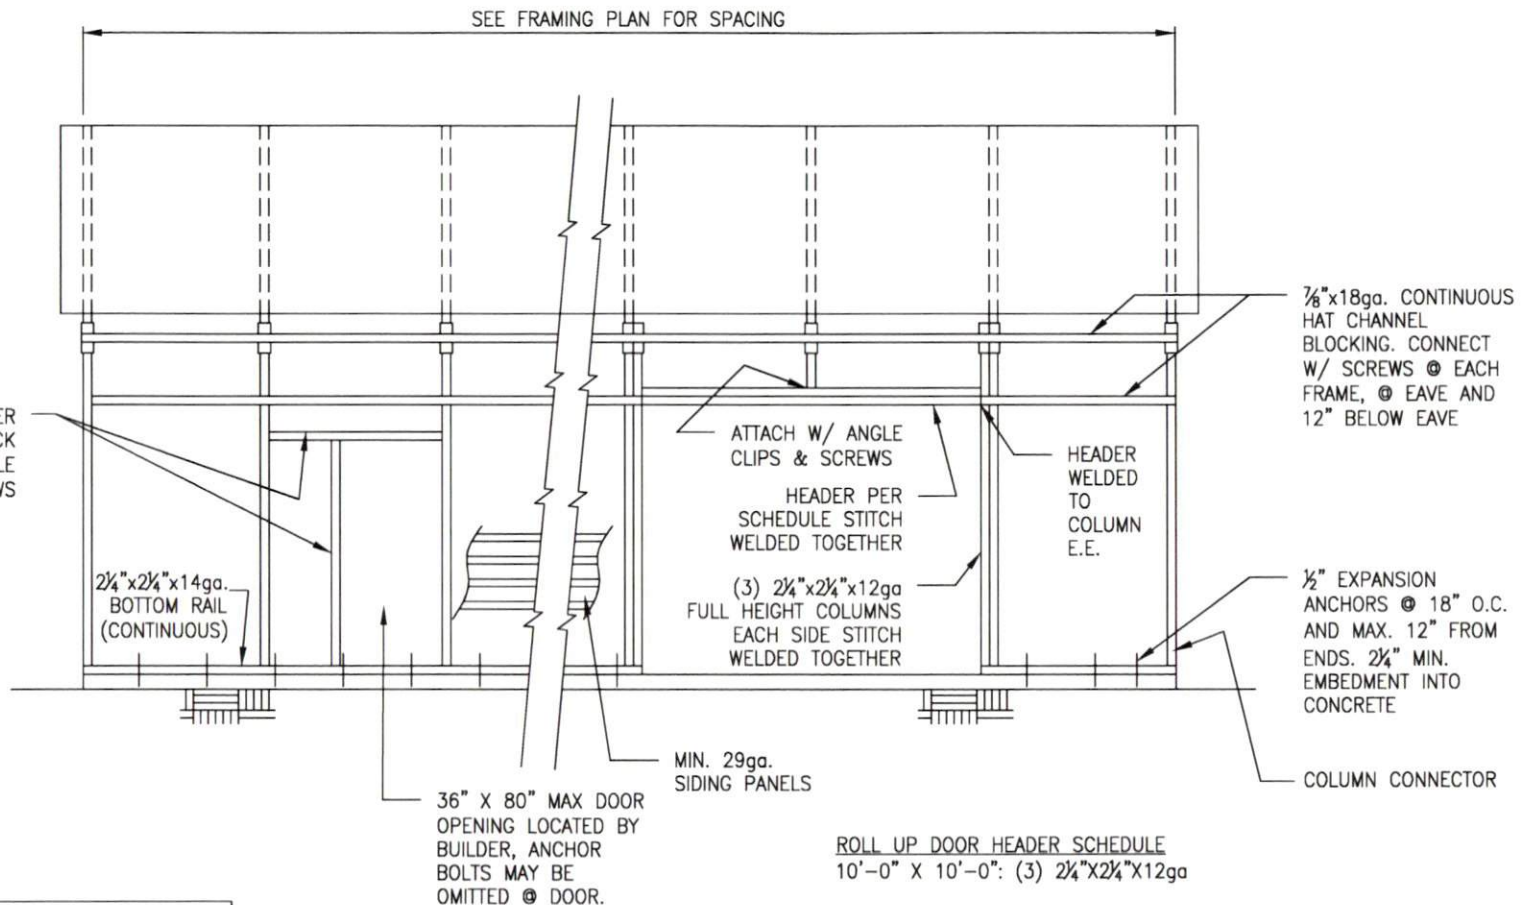 SEE FRAMING PLAN FOR SPACING
⅞"x18ga. CONTINUOUS
HAT CHANNEL
BLOCKING. CONNECT
W/ SCREWS @ EACH
FRAME, @ EAVE AND
12" BELOW EAVE
ATTACH W/ ANGLE
CLIPS & SCREWS
HEADER
WELDED
TO
COLUMN
E.E.
HEADER PER
SCHEDULE STITCH
WELDED TOGETHER
2¼"x2¼"x14ga.
BOTTOM RAIL
(CONTINUOUS)
(3) 2¼"x2¼"x12ga
FULL HEIGHT COLUMNS
EACH SIDE STITCH
WELDED TOGETHER
½" EXPANSION
ANCHORS @ 18" O.C.
AND MAX. 12" FROM
ENDS. 2¼" MIN.
EMBEDMENT INTO
CONCRETE
MIN. 29ga.
SIDING PANELS
COLUMN CONNECTOR
36" X 80" MAX DOOR
OPENING LOCATED BY
BUILDER, ANCHOR
BOLTS MAY BE
OMITTED @ DOOR.
ROLL UP DOOR HEADER SCHEDULE
10'-0" X 10'-0": (3) 2¼"X2¼"X12ga